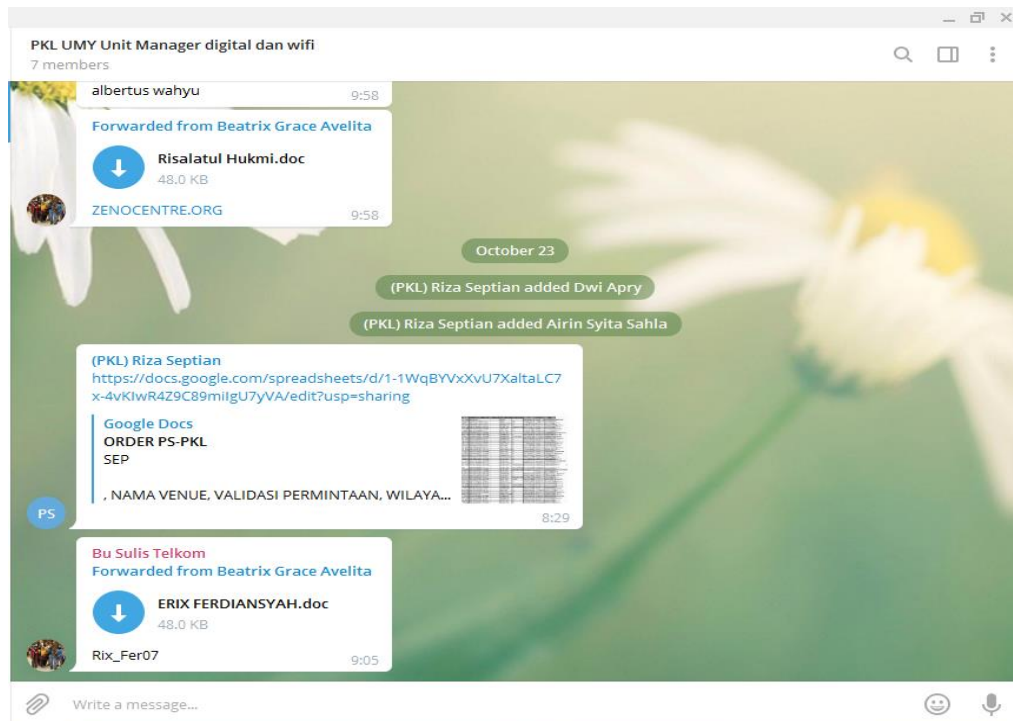 PKL UMY Unit Manager digital dan wifi
7 members
albertus wahyu
9:58
Forwarded from Beatrix Grace Avelita
Risalatul Hukmi.doc
48.0 KB
ZENOCENTRE.ORG
9:58
October 23
(PKL) Riza Septian added Dwi Apry
(PKL) Riza Septian added Airin Syita Sahla
(PKL) Riza Septian
https://docs.google.com/spreadsheets/d/1-1WqBYVxXvU7XaltaLC7
x-4vKIwR4Z9C89miIgU7yVA/edit?usp=sharing
Google Docs
ORDER PS-PKL
SEP
, NAMA VENUE, VALIDASI PERMINTAAN, WILAYA...
PS
8:29
Bu Sulis Telkom
Forwarded from Beatrix Grace Avelita
ERIX FERDIANSYAH.doc
48.0 KB
Rix_Fer07
9:05
Write a message...